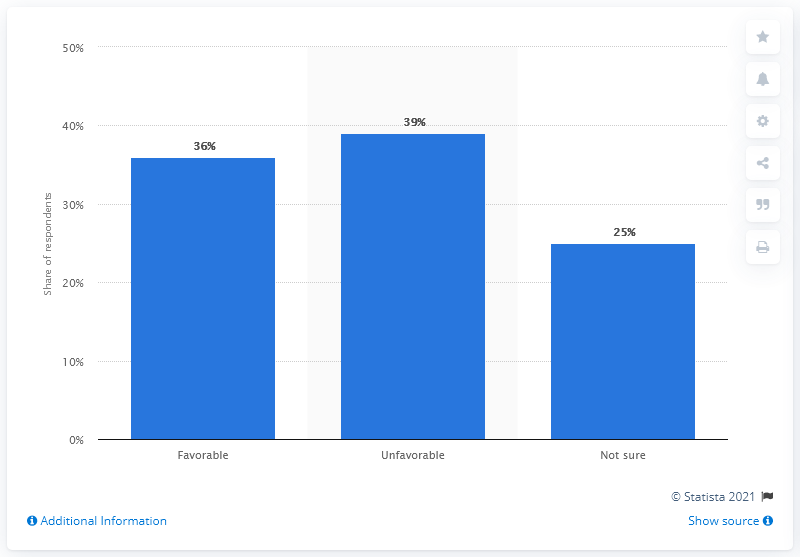 50%
40%
30%
20%
10%
0%
Share of respondents
36%
39%
25%
Favorable
Unfavorable
Not sure
© Statista 2021
Additional Information
Show source